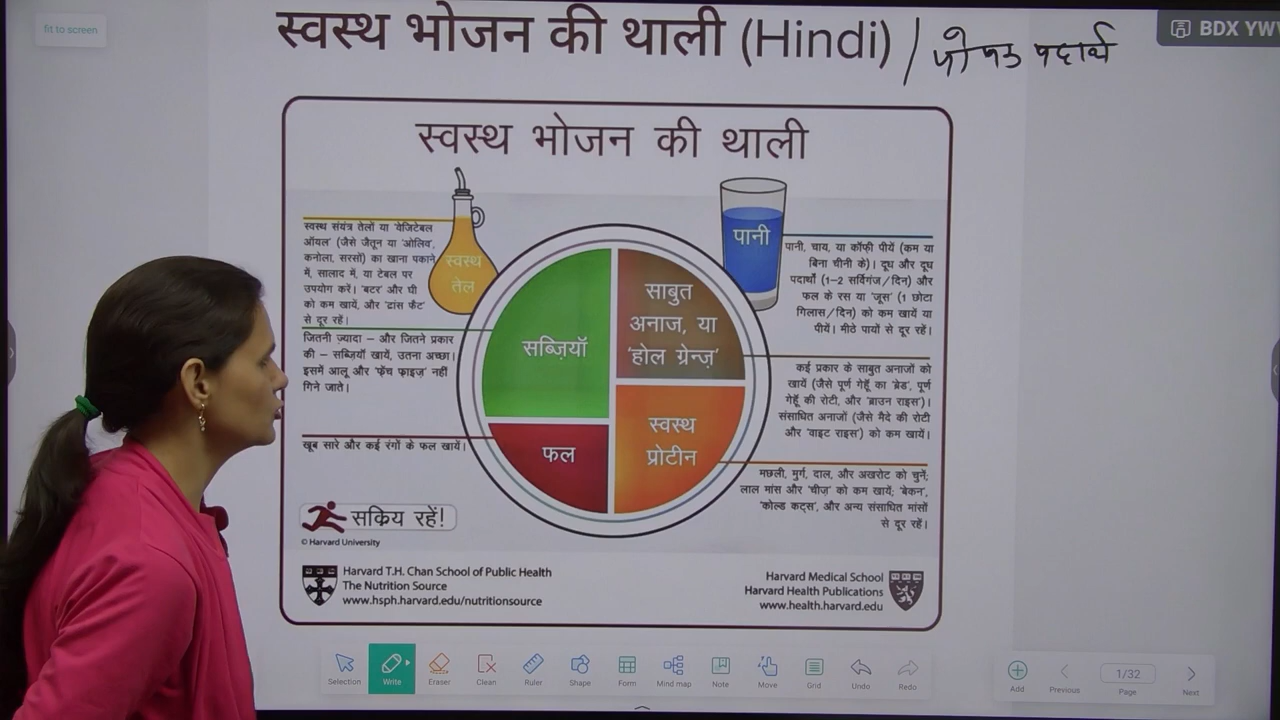 fit to screen
स्वस्थ भोजन की थाली (Hindi) / पोषक पदार्थ
BDX YW
स्वस्थ भोजन की थाली
स्वस्थ संयंत्र तेलों या 'वेजिटेबल
ऑयल' (जैसे जैतून या 'ओलिव',
कनोला, सरसों) का खाना पकाने
में, सालाद में, या टेबल पर
उपयोग करें। 'बटर' और घी
को कम खायें, और 'ट्रांस फैट'
से दूर रहें।
स्वस्थ
तेल
पानी
पानी, चाय, या कॉफ़ी पीयें (कम या
बिना चीनी के)। दूध और दूध
पदार्थों (1–2 सर्विगंज/दिन) और
फल के रस या 'जूस' (1 छोटा
गिलास/दिन) को कम खायें या
पीयें। मीठे पायों से दूर रहें।
जितनी ज़्यादा – और जितने प्रकार
की – सब्ज़ियाँ खायें, उतना अच्छा।
इसमें आलू और 'फ़्रेंच फ्राइज़' नहीं
गिने जाते।
सब्ज़ियाँ
साबुत
अनाज, या
'होल ग्रेन्ज़'
कई प्रकार के साबुत अनाजों को
खायें (जैसे पूर्ण गेहूँ का 'ब्रेड', पूर्ण
गेहूँ की रोटी, और 'ब्राउन राइस')।
संसाधित अनाजों (जैसे मैदे की रोटी
और 'वाइट राइस') को कम खायें।
खूब सारे और कई रंगों के फल खायें।
फल
स्वस्थ
प्रोटीन
मछली, मुर्ग, दाल, और अखरोट को चुनें;
लाल मांस और 'चीज़' को कम खायें; 'बेकन',
'कोल्ड कट्स', और अन्य संसाधित मांसों
से दूर रहें।
सक्रिय रहें!
© Harvard University
Harvard T.H. Chan School of Public Health
The Nutrition Source
www.hsph.harvard.edu/nutritionsource
Harvard Medical School
Harvard Health Publications
www.health.harvard.edu
Selection Write Eraser Clean Ruler Shape Form Mind map Note Move Grid Undo Redo
Add Previous 1/32 Page Next